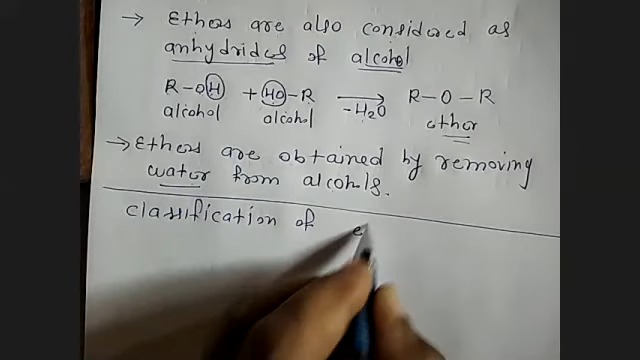 → Ethers are also considered as
anhydrides of alcohol
R-OH + HO-R → R-O-R
alcohol alcohol -H2O ether
→ Ethers are obtained by removing
water from alcohols.
classification of e